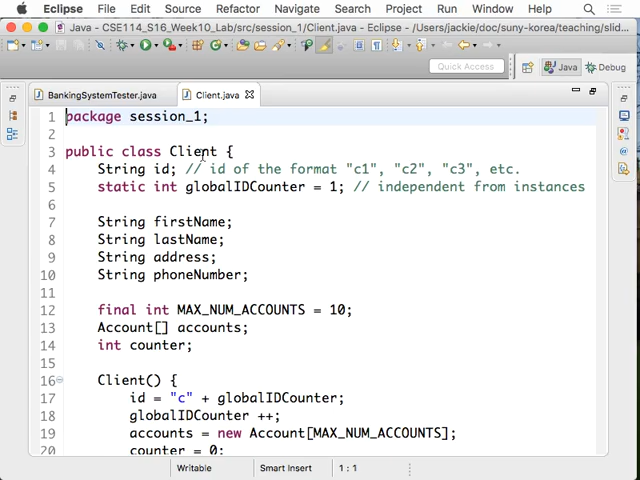 Eclipse File Edit Source Refactor Navigate Search Project Run Window Help
Java - CSE114_S16_Week10_Lab/src/session_1/Client.java - Eclipse - /Users/jackie/doc/suny-korea/teaching/slid
Quick Access Java Debug
BankingSystemTester.java Client.java
1 package session_1;
2
3 public class Client {
4 String id; // id of the format "c1", "c2", "c3", etc.
5 static int globalIDCounter = 1; // independent from instances
6
7 String firstName;
8 String lastName;
9 String address;
10 String phoneNumber;
11
12 final int MAX_NUM_ACCOUNTS = 10;
13 Account[] accounts;
14 int counter;
15
16 Client() {
17 id = "c" + globalIDCounter;
18 globalIDCounter ++;
19 accounts = new Account[MAX_NUM_ACCOUNTS];
20 counter = 0;
Writable Smart Insert 1 : 1